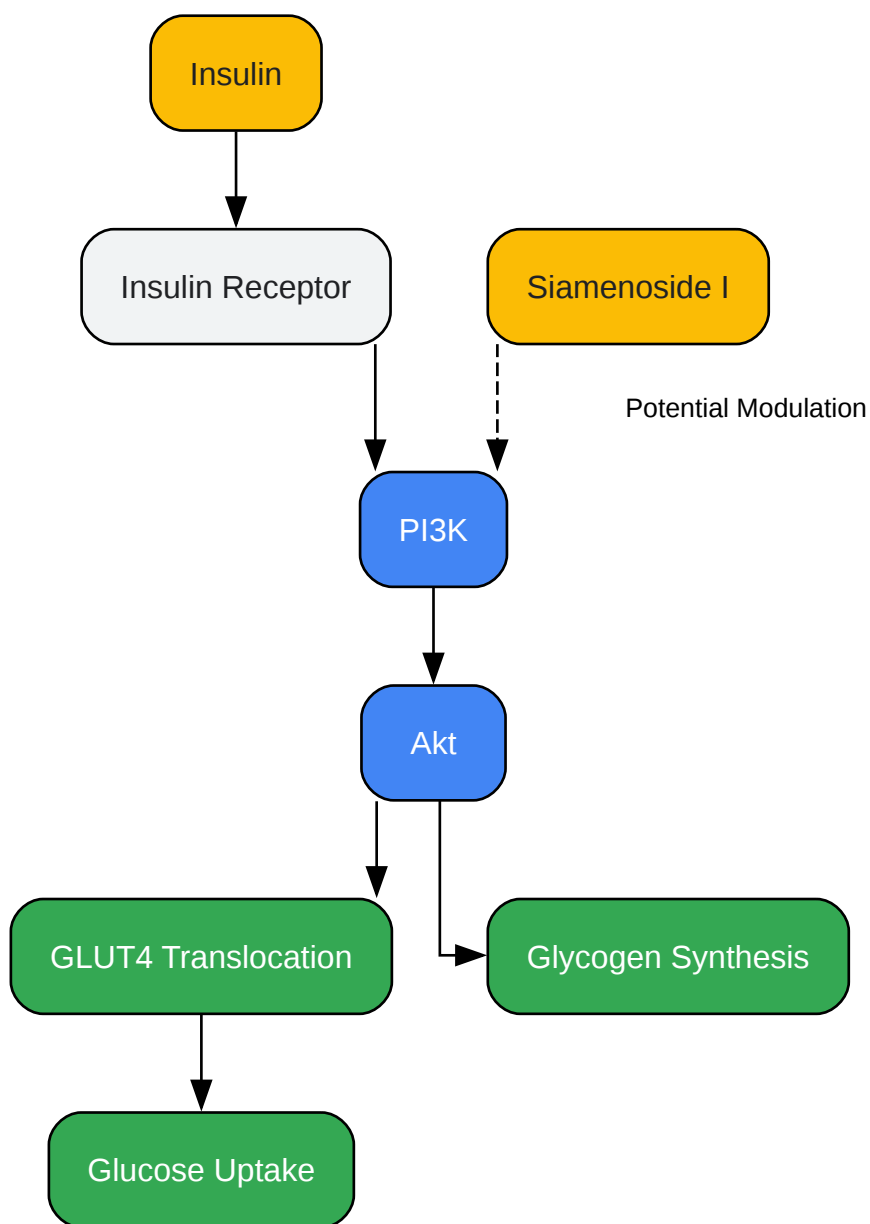 Insulin
Insulin Receptor
Siamenoside I
Potential Modulation
PI3K
Akt
GLUT4 Translocation
Glycogen Synthesis
Glucose Uptake